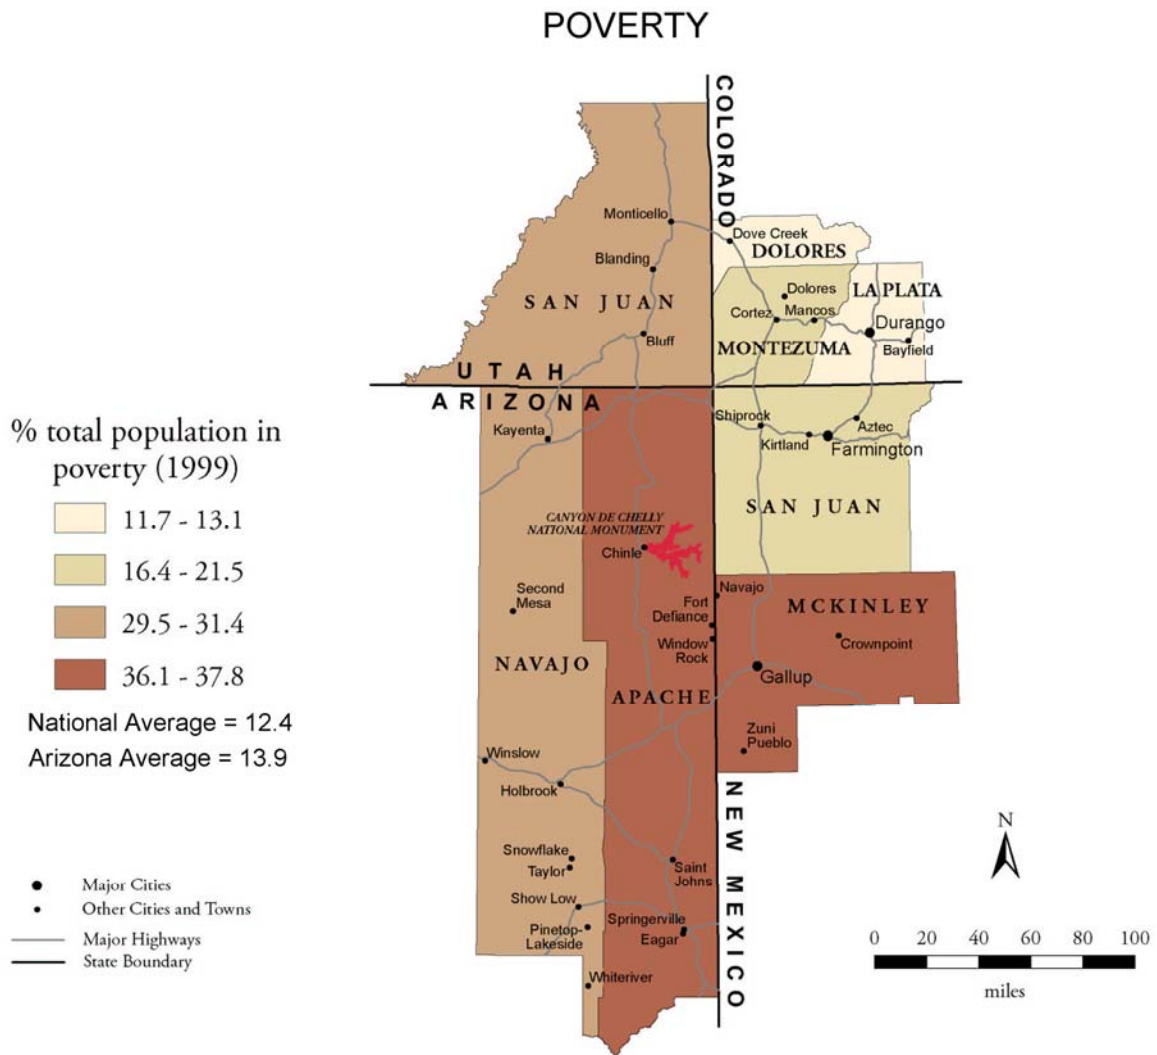 POVERTY
COLORADO
Monticello
Dove Creek
DOLORES
Blanding
LA PLATA
Dolores
SAN JUAN
Cortez
Mancos
Durango
Bluff
MONTEZUMA
Bayfield
UTAH
ARIZONA
Shiprock
Aztec
Kayenta
Kirtland
Farmington
% total population in
poverty (1999)
11.7 - 13.1
16.4 - 21.5
29.5 - 31.4
36.1 - 37.8
National Average = 12.4
Arizona Average = 13.9
SAN JUAN
CANYON DE CHELLY
NATIONAL MONUMENT
Chinle
Second
Mesa
Navajo
Fort
Defiance
MCKINLEY
Window
Rock
Crownpoint
NAVAJO
Gallup
APACHE
Zuni
Pueblo
Winslow
Holbrook
NEW MEXICO
Snowflake
Taylor
Saint
Johns
Show Low
Springerville
Eagar
Pinetop-
Lakeside
Whiteriver
Major Cities
Other Cities and Towns
Major Highways
State Boundary
N
0 20 40 60 80 100
miles